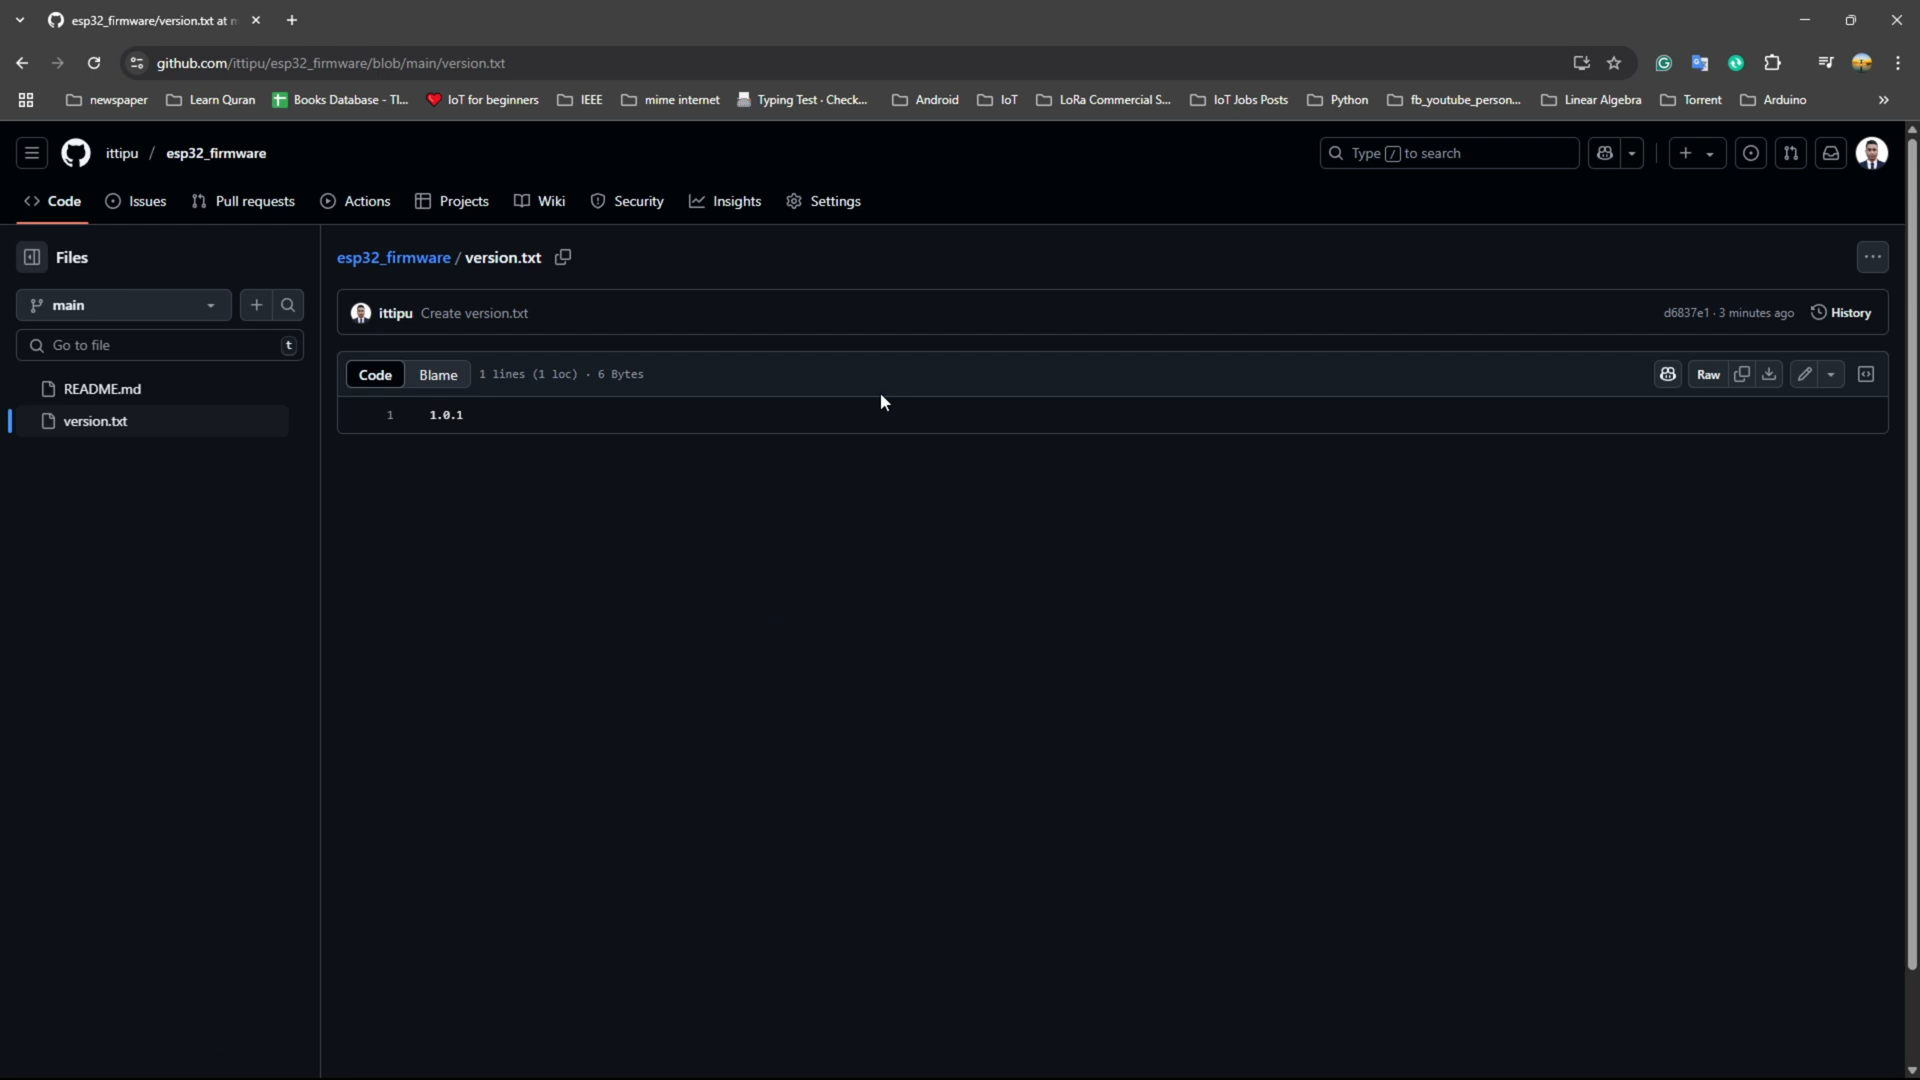 esp32_firmware/version.txt at
github.com/ittipu/esp32_firmware/blob/main/version.txt
newspaper Learn Quran Books Database - Tl... IoT for beginners IEEE mime internet Typing Test - Check... Android IoT LoRa Commercial S... IoT Jobs Posts Python fb_youtube_person... Linear Algebra Torrent Arduino
ittipu / esp32_firmware Type / to search
Code Issues Pull requests Actions Projects Wiki Security Insights Settings
Files
esp32_firmware / version.txt
main
ittipu Create version.txt d6837e1 · 3 minutes ago History
Go to file t
Code Blame 1 lines (1 loc) · 6 Bytes Raw
README.md
1 1.0.1
version.txt